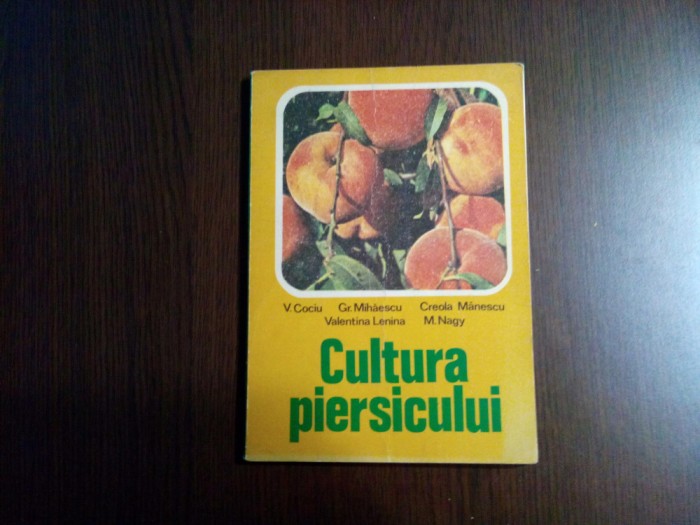 V. Cociu Gr. Mihăescu Creola Mănescu
Valentina Lenina M. Nagy
Cultura
piersicului